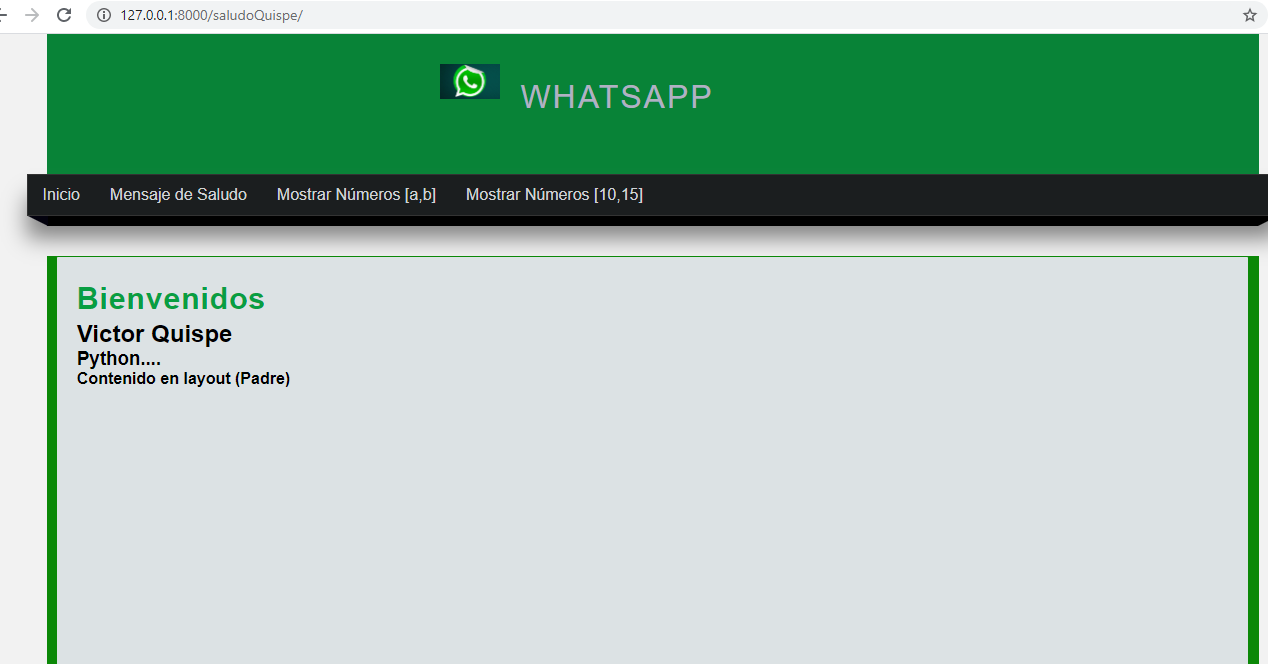 127.0.0.1:8000/saludoQuispe/
WHATSAPP
Inicio Mensaje de Saludo Mostrar Números [a,b] Mostrar Números [10,15]
Bienvenidos
Victor Quispe
Python....
Contenido en layout (Padre)